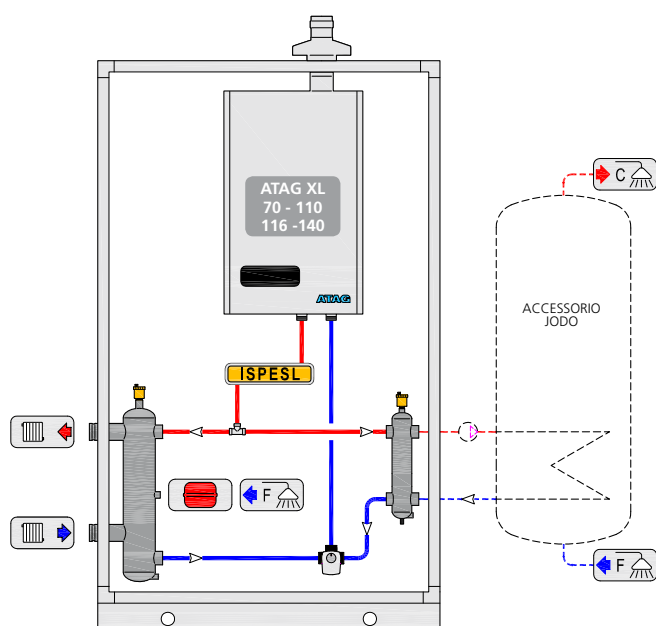 ATAG XL
70 - 110
116 -140
ATAG
C
ACCESSORIO
JODO
ISPESL
F
F